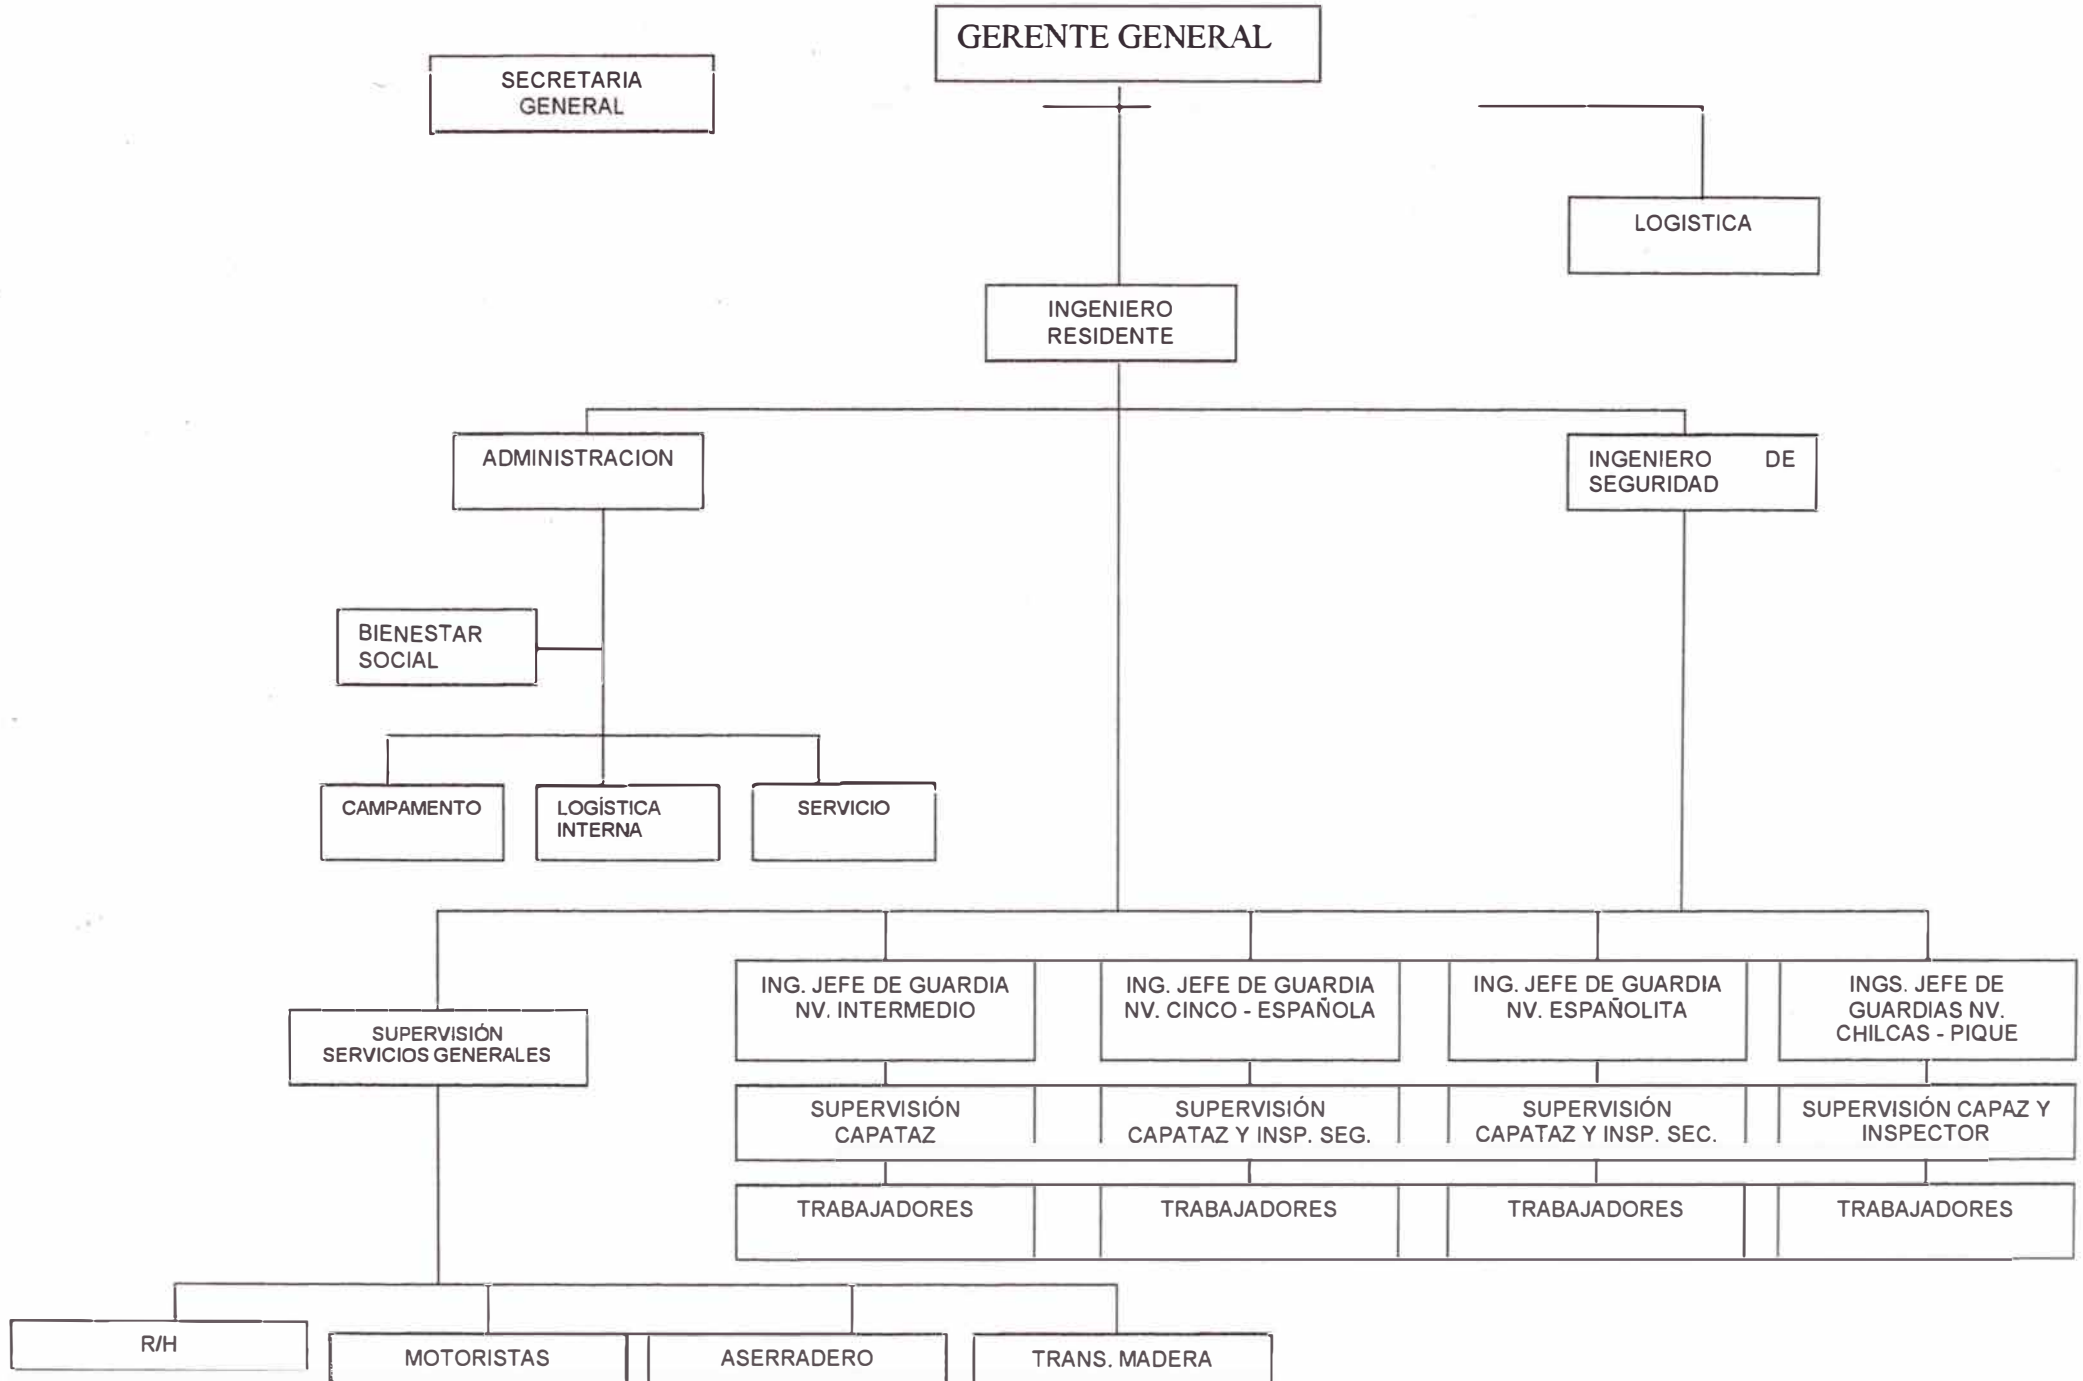 GERENTE GENERAL
SECRETARIA
GENERAL
LOGISTICA
INGENIERO
RESIDENTE
ADMINISTRACION
INGENIERO DE
SEGURIDAD
BIENESTAR
SOCIAL
CAMPAMENTO
LOGÍSTICA
INTERNA
SERVICIO
ING. JEFE DE GUARDIA
NV. INTERMEDIO
ING. JEFE DE GUARDIA
NV. CINCO - ESPAÑOLA
ING. JEFE DE GUARDIA
NV. ESPAÑOLITA
INGS. JEFE DE
GUARDIAS NV.
CHILCAS - PIQUE
SUPERVISIÓN
SERVICIOS GENERALES
SUPERVISIÓN
CAPATAZ
SUPERVISIÓN
CAPATAZ Y INSP. SEG.
SUPERVISIÓN
CAPATAZ Y INSP. SEC.
SUPERVISIÓN CAPAZ Y
INSPECTOR
TRABAJADORES
TRABAJADORES
TRABAJADORES
TRABAJADORES
R/H
MOTORISTAS
ASERRADERO
TRANS. MADERA